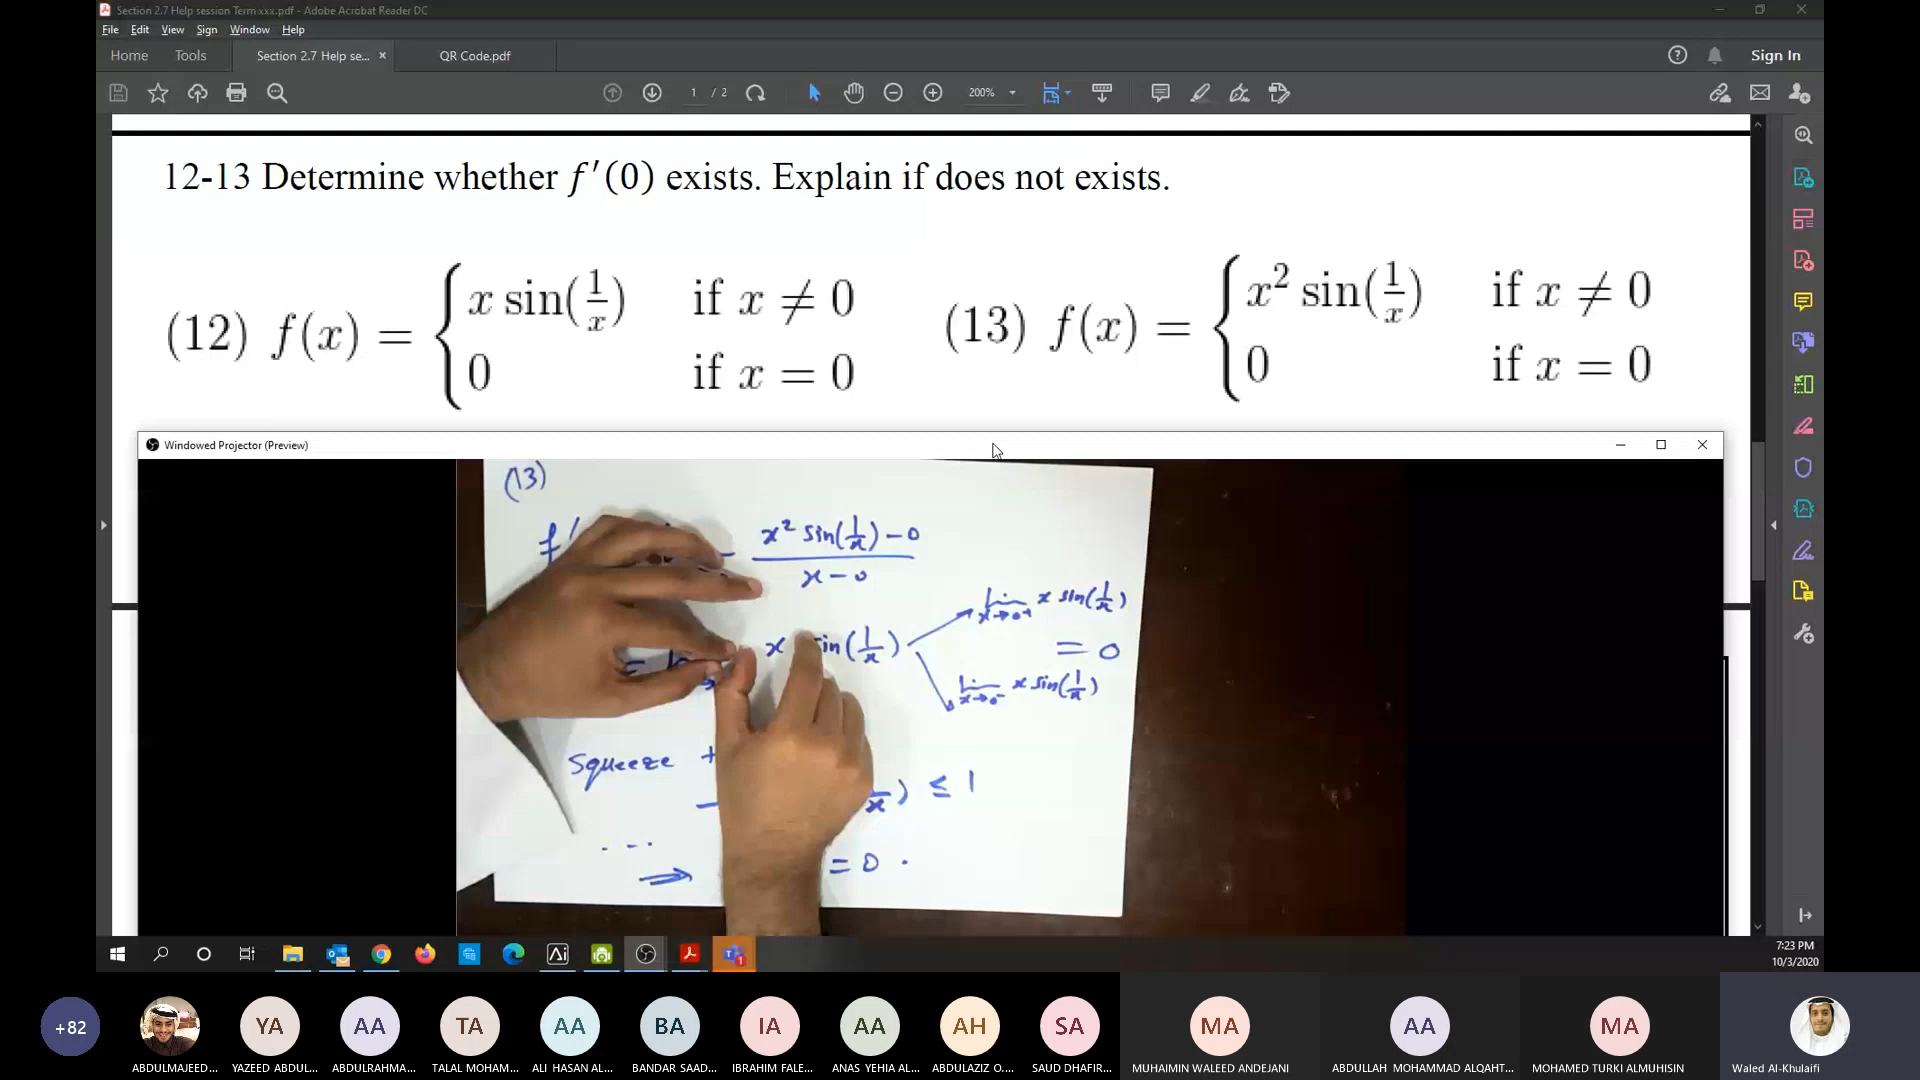 Section 2.7 Help session Term xxx.pdf - Adobe Acrobat Reader DC
File Edit View Sign Window Help
Home Tools Section 2.7 Help se... × QR Code.pdf Sign In
1 / 2 200%
12-13 Determine whether f′(0) exists. Explain if does not exists.
(12) f(x) = { x sin(1/x) if x ≠ 0
0 if x = 0
(13) f(x) = { x² sin(1/x) if x ≠ 0
0 if x = 0
Windowed Projector (Preview)
(13)
f′ x² sin(1/x) - 0
x - 0
lim x→0+ x sin(1/x)
= x sin(1/x)
= 0
lim x→0- x sin(1/x)
Squeeze
x) ≤ 1
...
⇒ = 0 .
7:23 PM
10/3/2020
+82 YA AA TA AA BA IA AA AH SA MA AA MA
ABDULMAJEED... YAZEED ABDUL... ABDULRAHMA... TALAL MOHAM... ALI HASAN AL... BANDAR SAAD... IBRAHIM FALE... ANAS YEHIA AL... ABDULAZIZ O.... SAUD DHAFIR... MUHAIMIN WALEED ANDEJANI ABDULLAH MOHAMMAD ALQAHT... MOHAMED TURKI ALMUHISIN Waled Al-Khulaifi